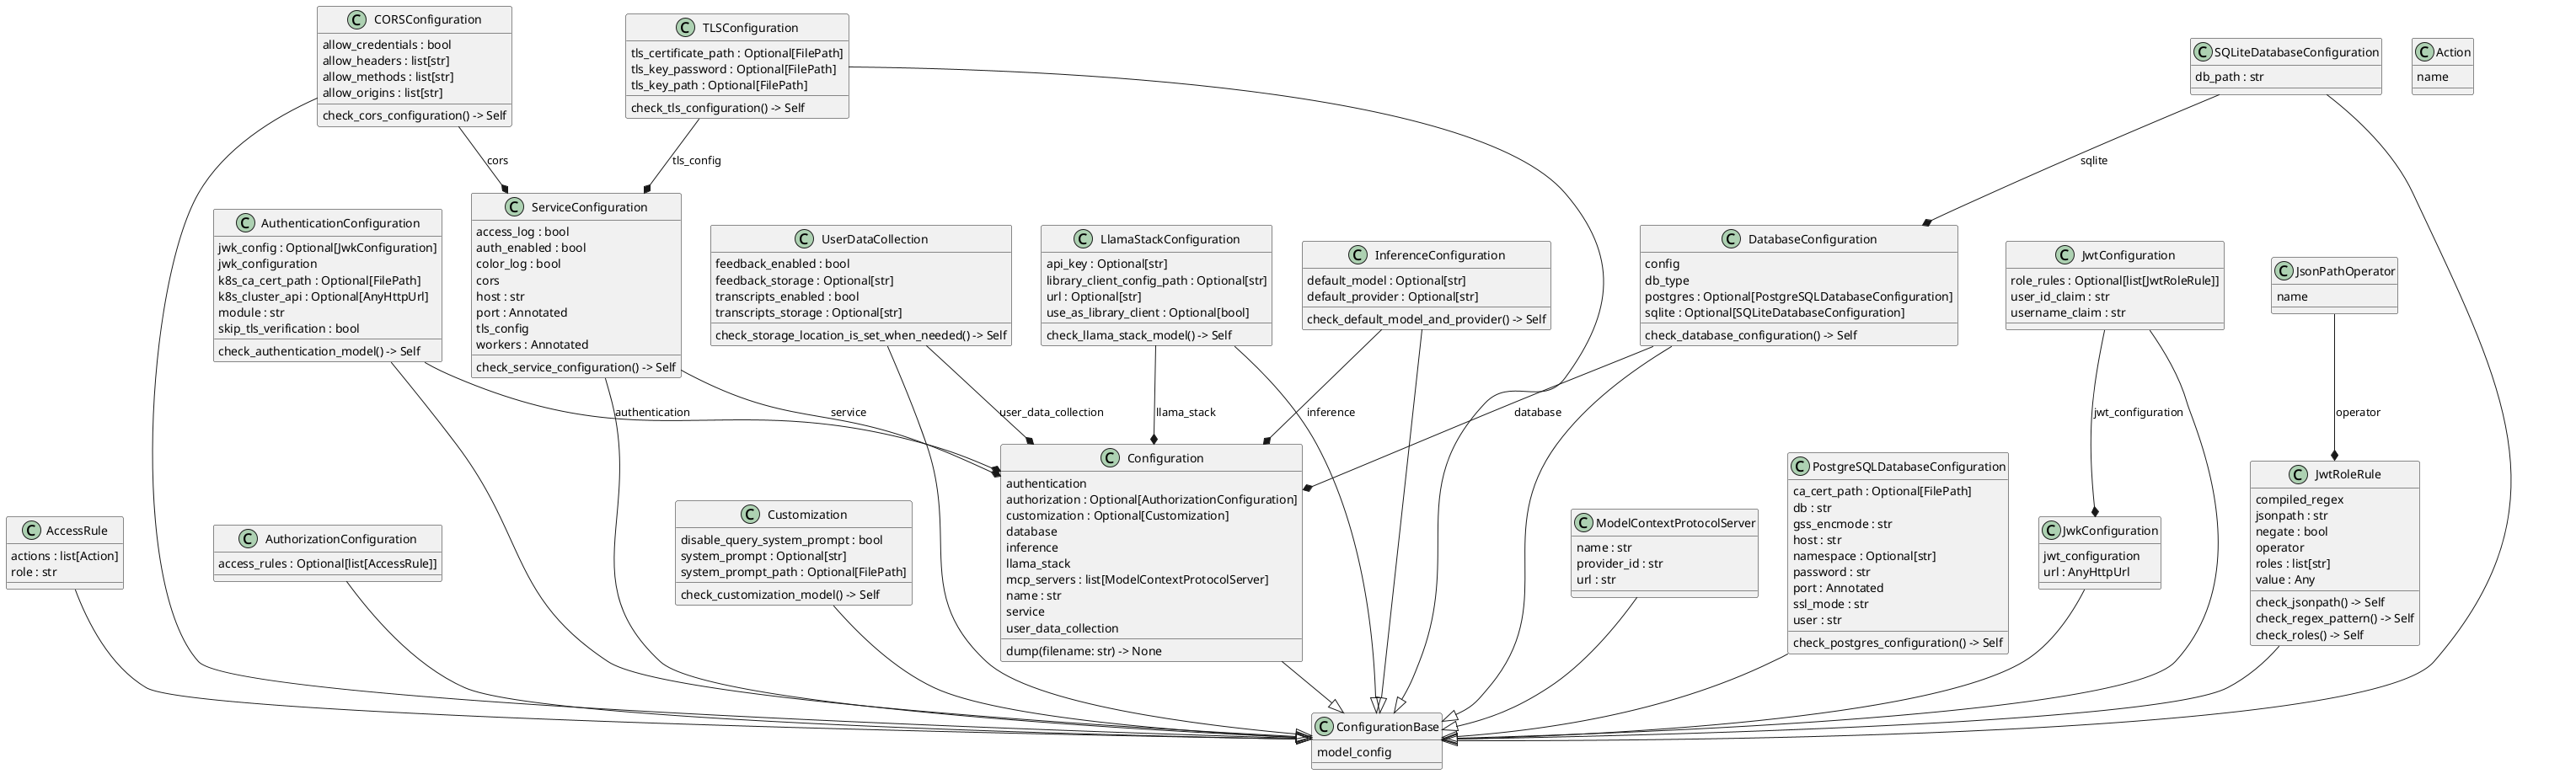 C CORSConfiguration
allow_credentials : bool
allow_headers : list[str]
allow_methods : list[str]
allow_origins : list[str]
check_cors_configuration() -> Self
C TLSConfiguration
tls_certificate_path : Optional[FilePath]
tls_key_password : Optional[FilePath]
tls_key_path : Optional[FilePath]
check_tls_configuration() -> Self
C SQLiteDatabaseConfiguration
db_path : str
C Action
name
cors
tls_config
sqlite
C AuthenticationConfiguration
jwk_config : Optional[JwkConfiguration]
jwk_configuration
k8s_ca_cert_path : Optional[FilePath]
k8s_cluster_api : Optional[AnyHttpUrl]
module : str
skip_tls_verification : bool
check_authentication_model() -> Self
C ServiceConfiguration
access_log : bool
auth_enabled : bool
color_log : bool
cors
host : str
port : Annotated
tls_config
workers : Annotated
check_service_configuration() -> Self
C UserDataCollection
feedback_enabled : bool
feedback_storage : Optional[str]
transcripts_enabled : bool
transcripts_storage : Optional[str]
check_storage_location_is_set_when_needed() -> Self
C LlamaStackConfiguration
api_key : Optional[str]
library_client_config_path : Optional[str]
url : Optional[str]
use_as_library_client : Optional[bool]
check_llama_stack_model() -> Self
C InferenceConfiguration
default_model : Optional[str]
default_provider : Optional[str]
check_default_model_and_provider() -> Self
C DatabaseConfiguration
config
db_type
postgres : Optional[PostgreSQLDatabaseConfiguration]
sqlite : Optional[SQLiteDatabaseConfiguration]
check_database_configuration() -> Self
C JwtConfiguration
role_rules : Optional[list[JwtRoleRule]]
user_id_claim : str
username_claim : str
C JsonPathOperator
name
authentication
service
user_data_collection
llama_stack
inference
database
jwt_configuration
operator
C AccessRule
actions : list[Action]
role : str
C AuthorizationConfiguration
access_rules : Optional[list[AccessRule]]
C Customization
disable_query_system_prompt : bool
system_prompt : Optional[str]
system_prompt_path : Optional[FilePath]
check_customization_model() -> Self
C Configuration
authentication
authorization : Optional[AuthorizationConfiguration]
customization : Optional[Customization]
database
inference
llama_stack
mcp_servers : list[ModelContextProtocolServer]
name : str
service
user_data_collection
dump(filename: str) -> None
C ModelContextProtocolServer
name : str
provider_id : str
url : str
C PostgreSQLDatabaseConfiguration
ca_cert_path : Optional[FilePath]
db : str
gss_encmode : str
host : str
namespace : Optional[str]
password : str
port : Annotated
ssl_mode : str
user : str
check_postgres_configuration() -> Self
C JwkConfiguration
jwt_configuration
url : AnyHttpUrl
C JwtRoleRule
compiled_regex
jsonpath : str
negate : bool
operator
roles : list[str]
value : Any
check_jsonpath() -> Self
check_regex_pattern() -> Self
check_roles() -> Self
C ConfigurationBase
model_config